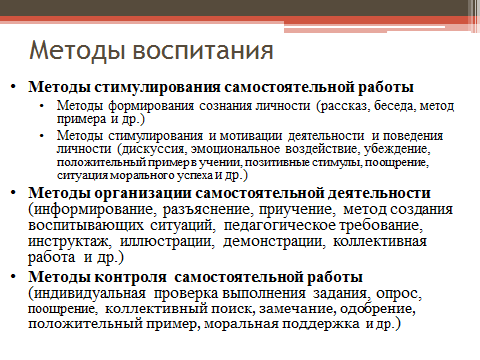 Методы воспитания
• Методы стимулирования самостоятельной работы
• Методы формирования сознания личности (рассказ, беседа, метод
примера и др.)
• Методы стимулирования и мотивации деятельности и поведения
личности (дискуссия, эмоциональное воздействие, убеждение,
положительный пример в учении, позитивные стимулы, поощрение,
ситуация морального успеха и др.)
• Методы организации самостоятельной деятельности
(информирование, разъяснение, приучение, метод создания
воспитывающих ситуаций, педагогическое требование,
инструктаж, иллюстрации, демонстрации, коллективная
работа и др.)
• Методы контроля самостоятельной работы
(индивидуальная проверка выполнения задания, опрос,
поощрение, коллективный поиск, замечание, одобрение,
положительный пример, моральная поддержка и др.)